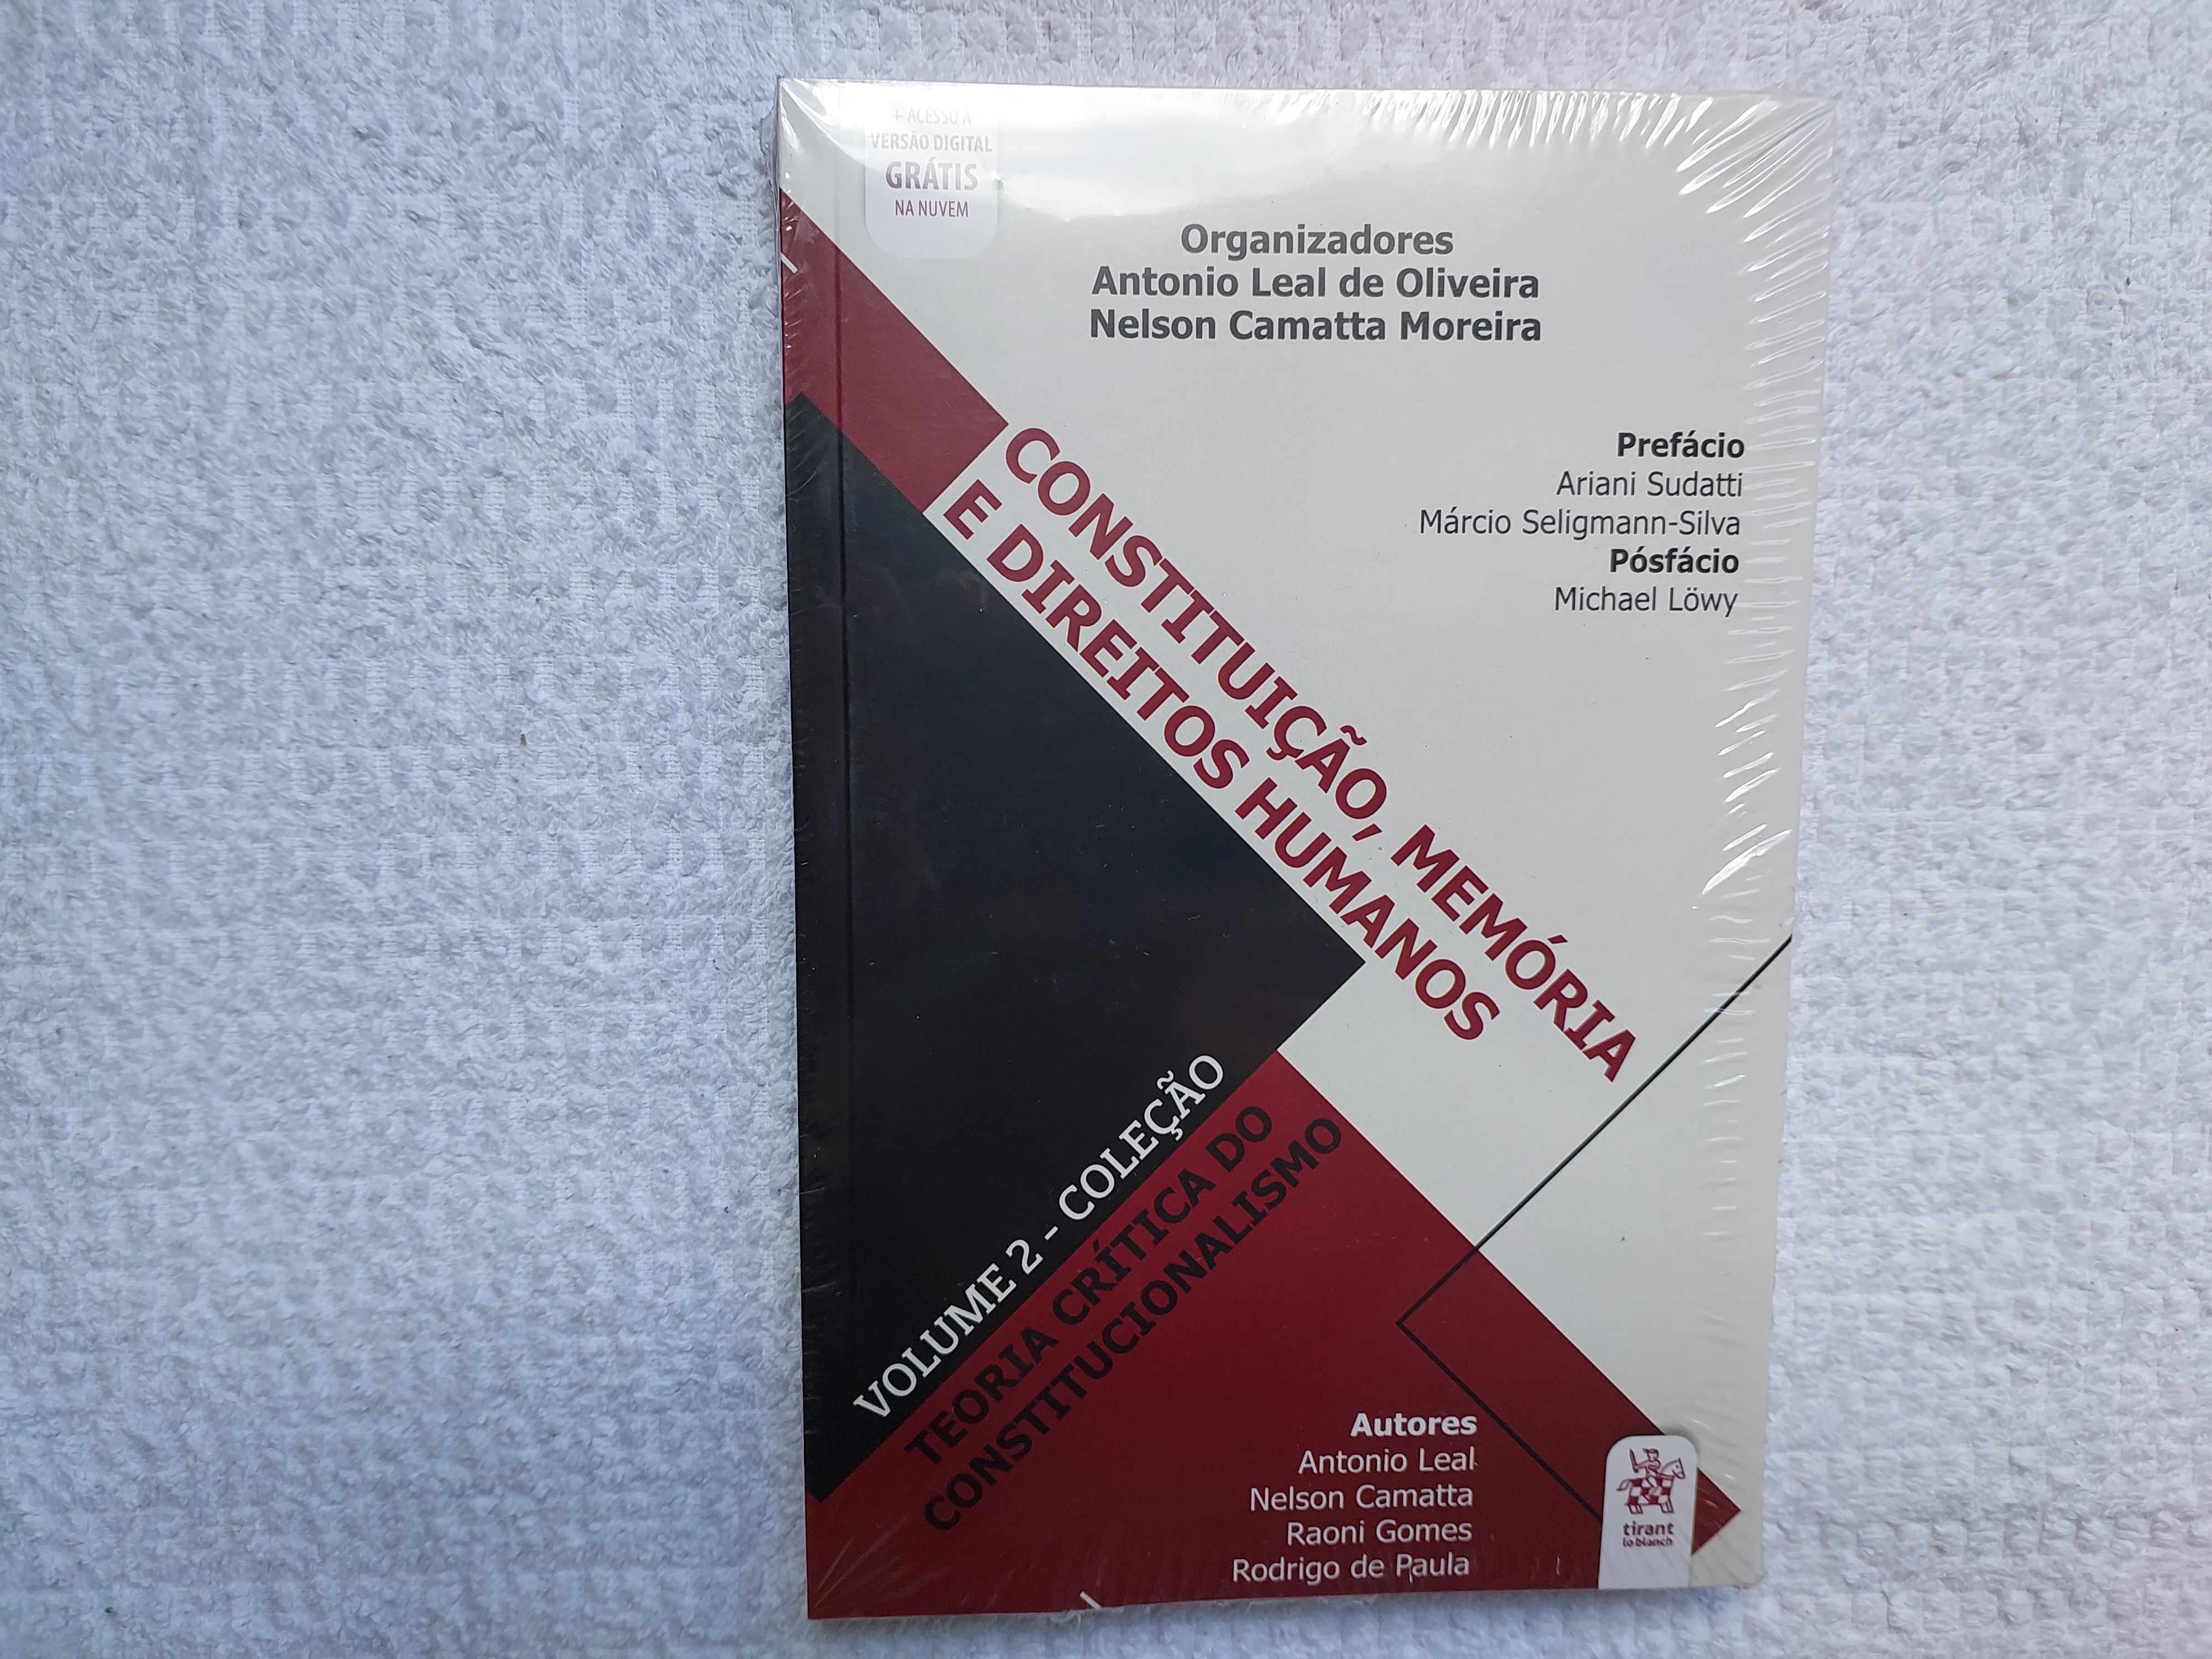 + ACESSO À
VERSÃO DIGITAL
GRÁTIS
NA NUVEM
Organizadores
Antonio Leal de Oliveira
Nelson Camatta Moreira
Prefácio
Ariani Sudatti
Márcio Seligmann-Silva
Pósfácio
Michael Löwy
CONSTITUIÇÃO, MEMÓRIA
E DIREITOS HUMANOS
VOLUME 2 - COLEÇÃO
TEORIA CRÍTICA DO
CONSTITUCIONALISMO
Autores
Antonio Leal
Nelson Camatta
Raoni Gomes
Rodrigo de Paula
tirant
lo blanch